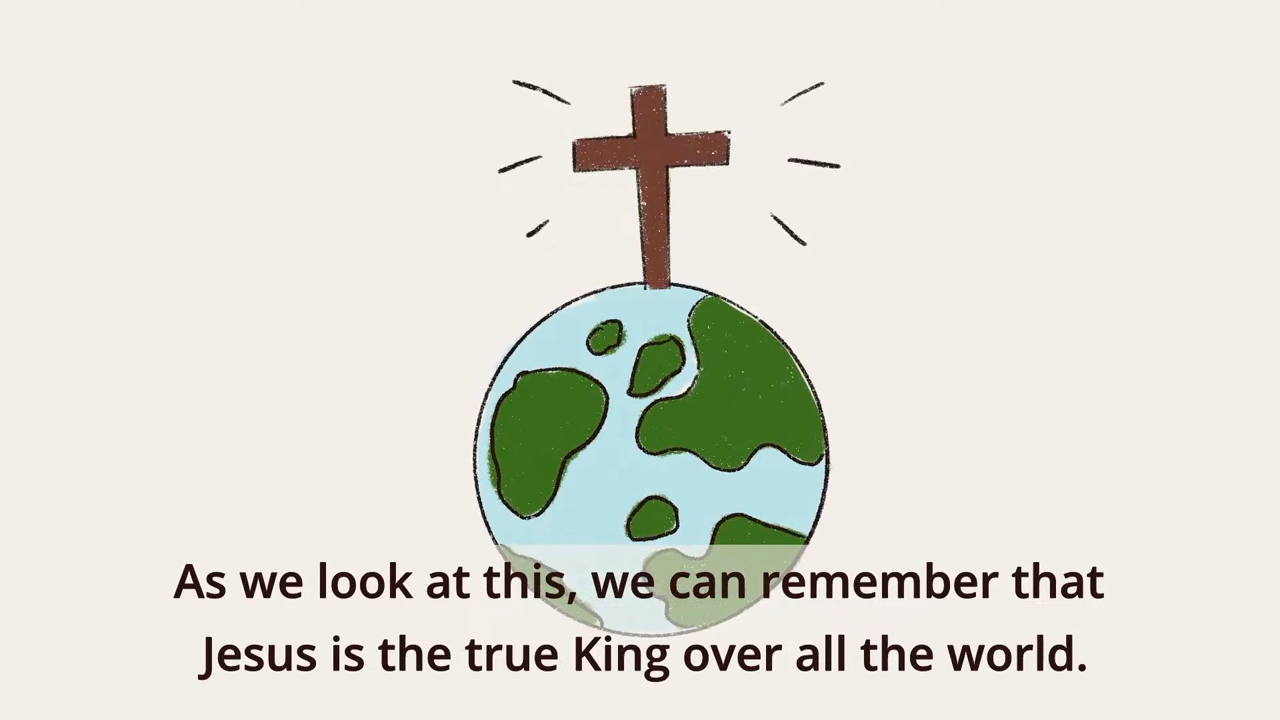 As we look at this, we can remember that
Jesus is the true King over all the world.